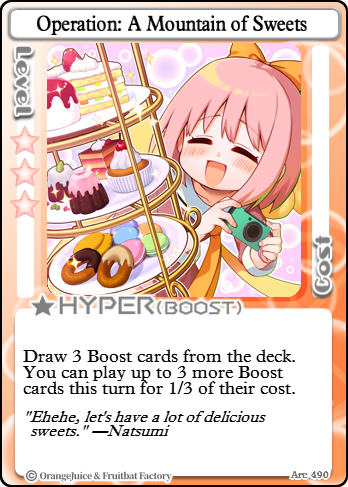 Operation: A Mountain of Sweets
Level
Cost
HYPER(BOOST)
Draw 3 Boost cards from the deck.
You can play up to 3 more Boost
cards this turn for 1/3 of their cost.
"Ehehe, let's have a lot of delicious
sweets." —Natsumi
© OrangeJuice & Fruitbat Factory
Arc_490